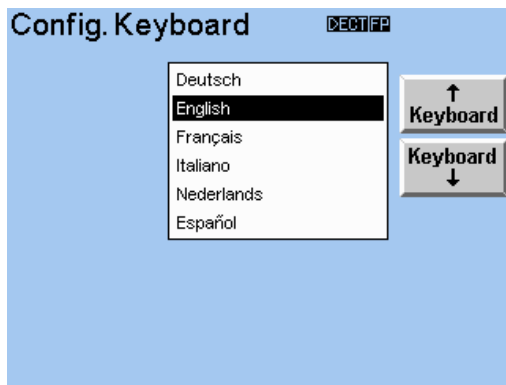 Config. Keyboard DECT FP
Deutsch
English
Français
Italiano
Nederlands
Español
↑
Keyboard
Keyboard
↓